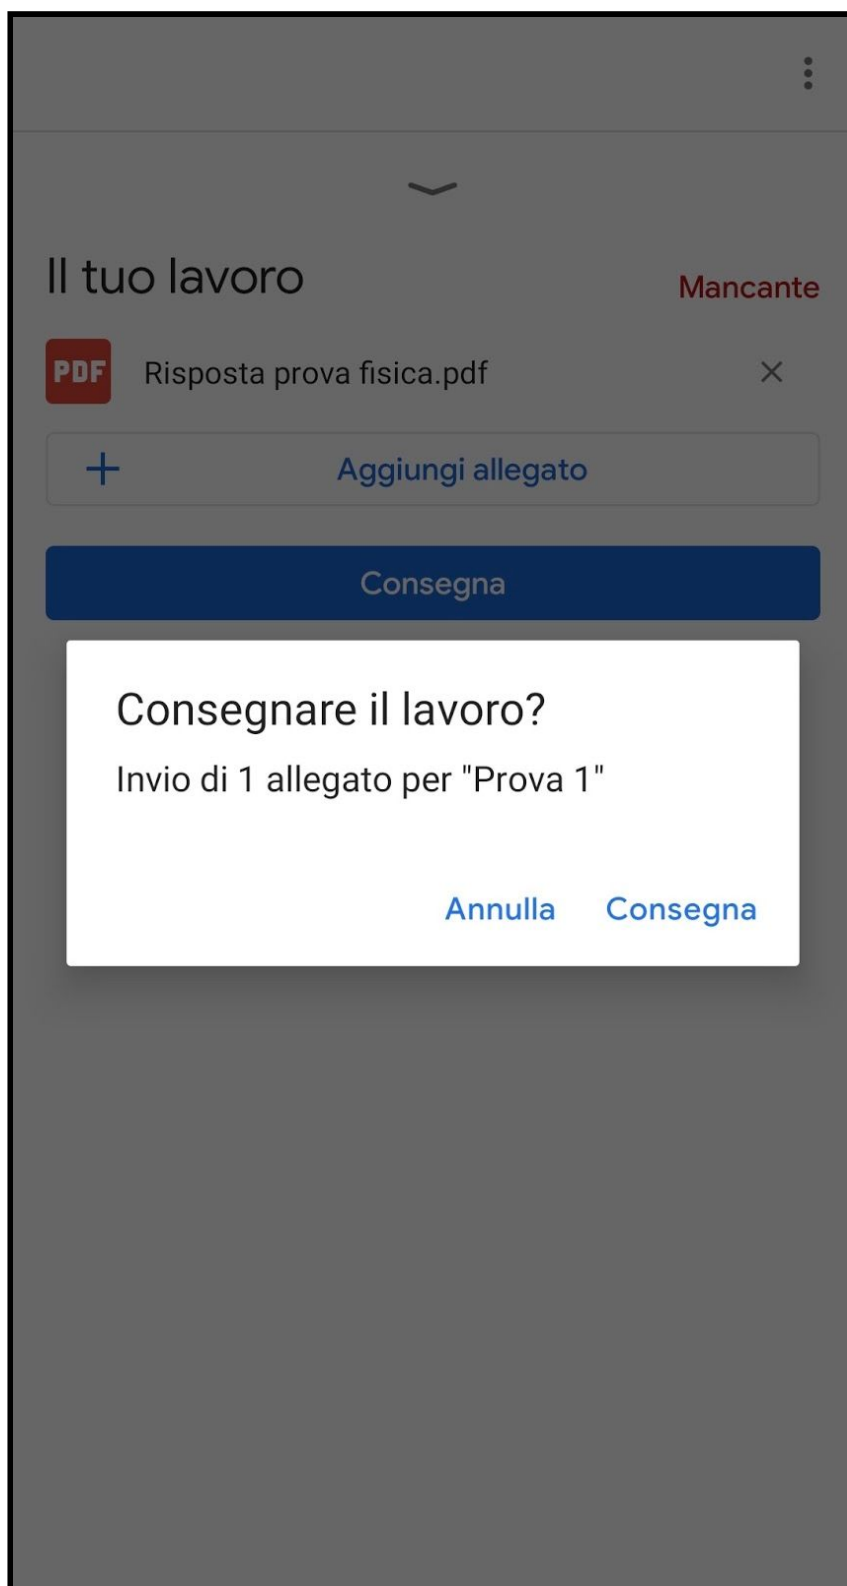 Il tuo lavoro
Mancante
PDF
Risposta prova fisica.pdf
Aggiungi allegato
Consegna
Consegnare il lavoro?
Invio di 1 allegato per "Prova 1"
Annulla
Consegna